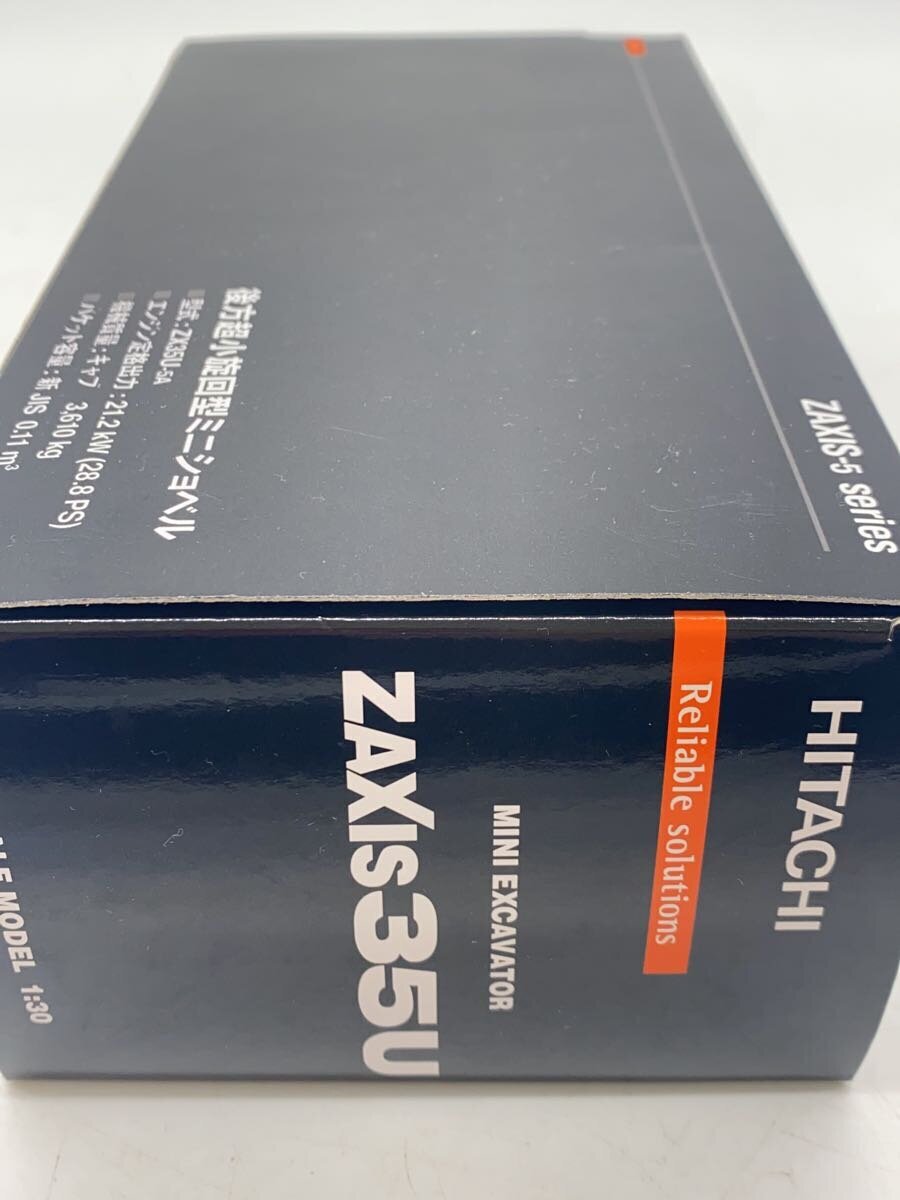 ZAXIS-5 series
後方超小旋回型ミニショベル
■型式:ZX35U-5A
■エンジン定格出力:21.2 kW (28.8 PS)
■機械質量:キャブ 3,610 kg
■バケット容量:新 JIS 0.11 m³
HITACHI
Reliable solutions
MINI EXCAVATOR
ZAXIS35U
MODEL 1:30